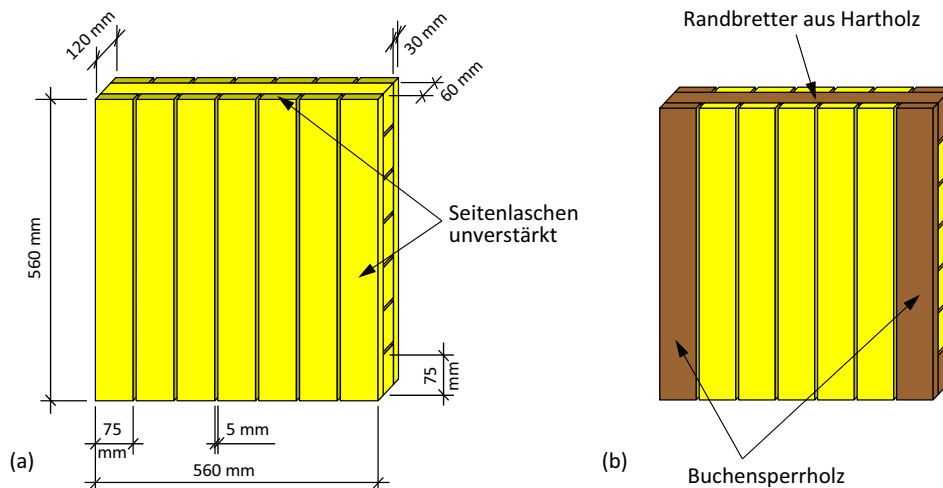 120 mm
30 mm
60 mm
560 mm
Seitenlaschen
unverstärkt
75
mm
75
mm
5 mm
560 mm
(a)
Randbretter aus Hartholz
Buchensperrholz
(b)